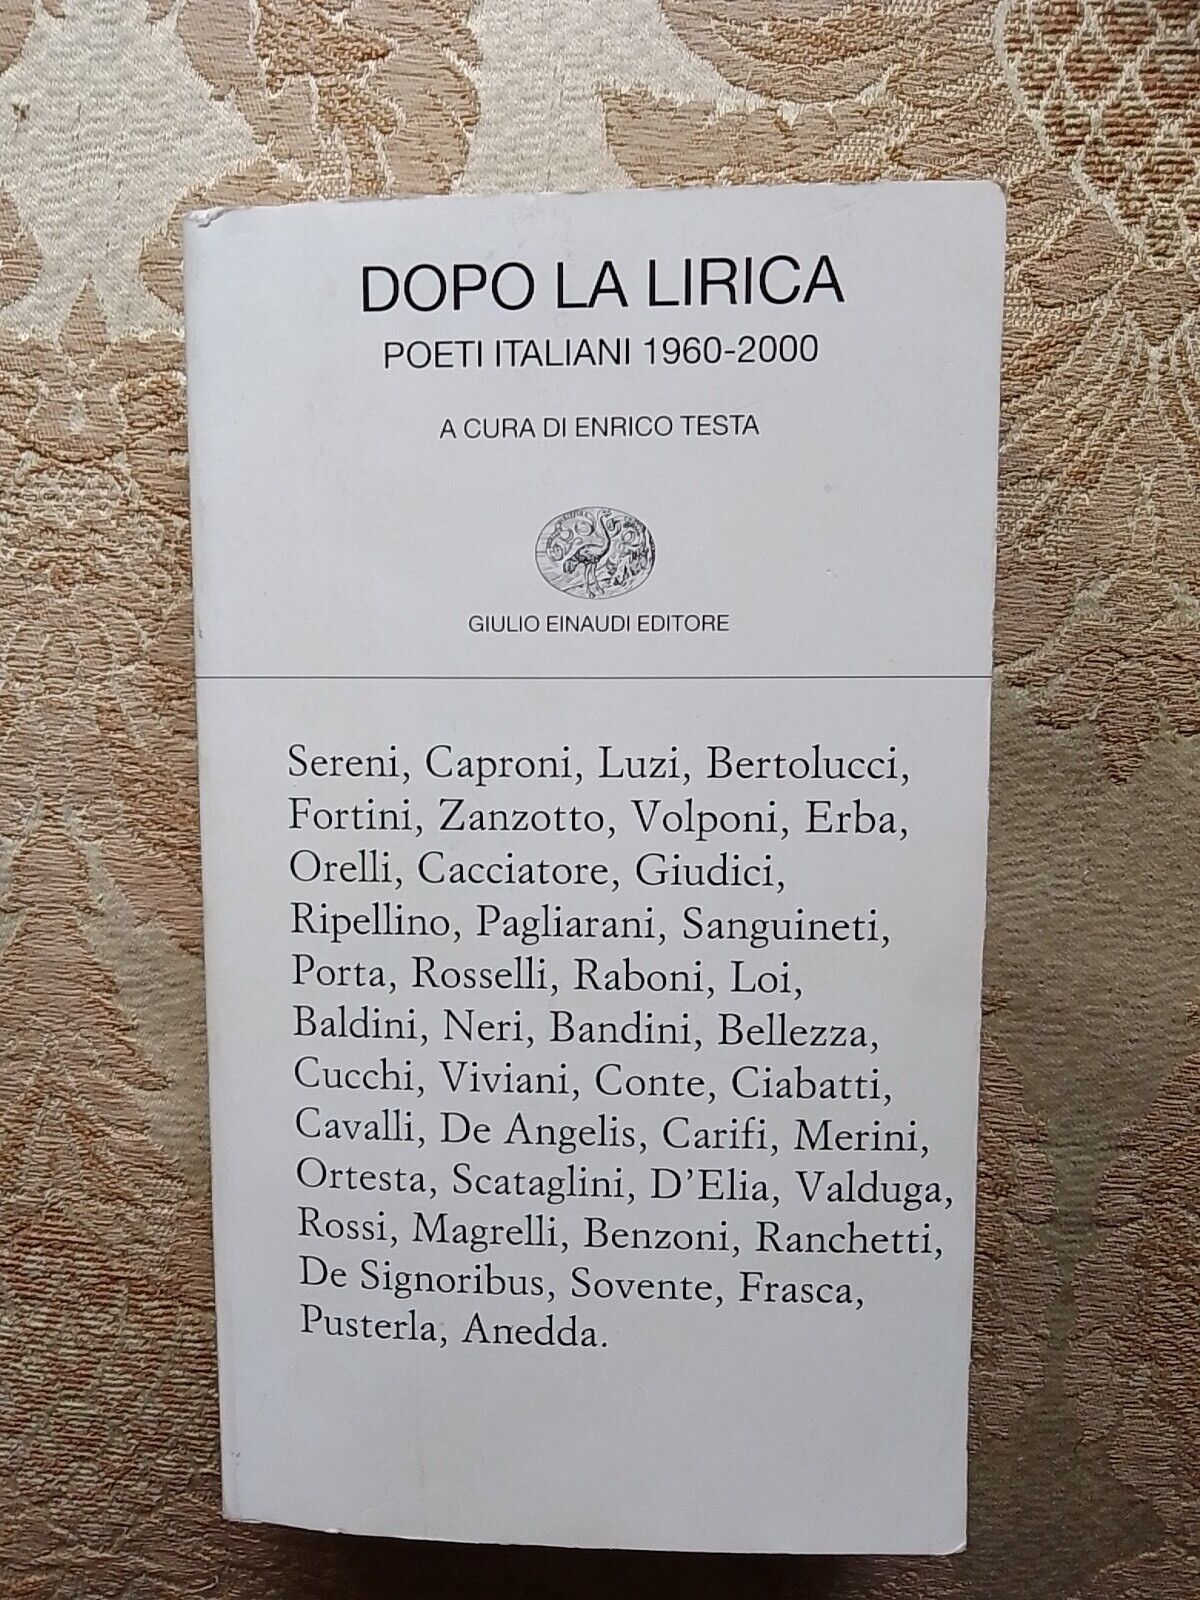 DOPO LA LIRICA
POETI ITALIANI 1960-2000
A CURA DI ENRICO TESTA
GIULIO EINAUDI EDITORE
Sereni, Caproni, Luzi, Bertolucci,
Fortini, Zanzotto, Volponi, Erba,
Orelli, Cacciatore, Giudici,
Ripellino, Pagliarani, Sanguineti,
Porta, Rosselli, Raboni, Loi,
Baldini, Neri, Bandini, Bellezza,
Cucchi, Viviani, Conte, Ciabatti,
Cavalli, De Angelis, Carifi, Merini,
Ortesta, Scataglini, D'Elia, Valduga,
Rossi, Magrelli, Benzoni, Ranchetti,
De Signoribus, Sovente, Frasca,
Pusterla, Anedda.